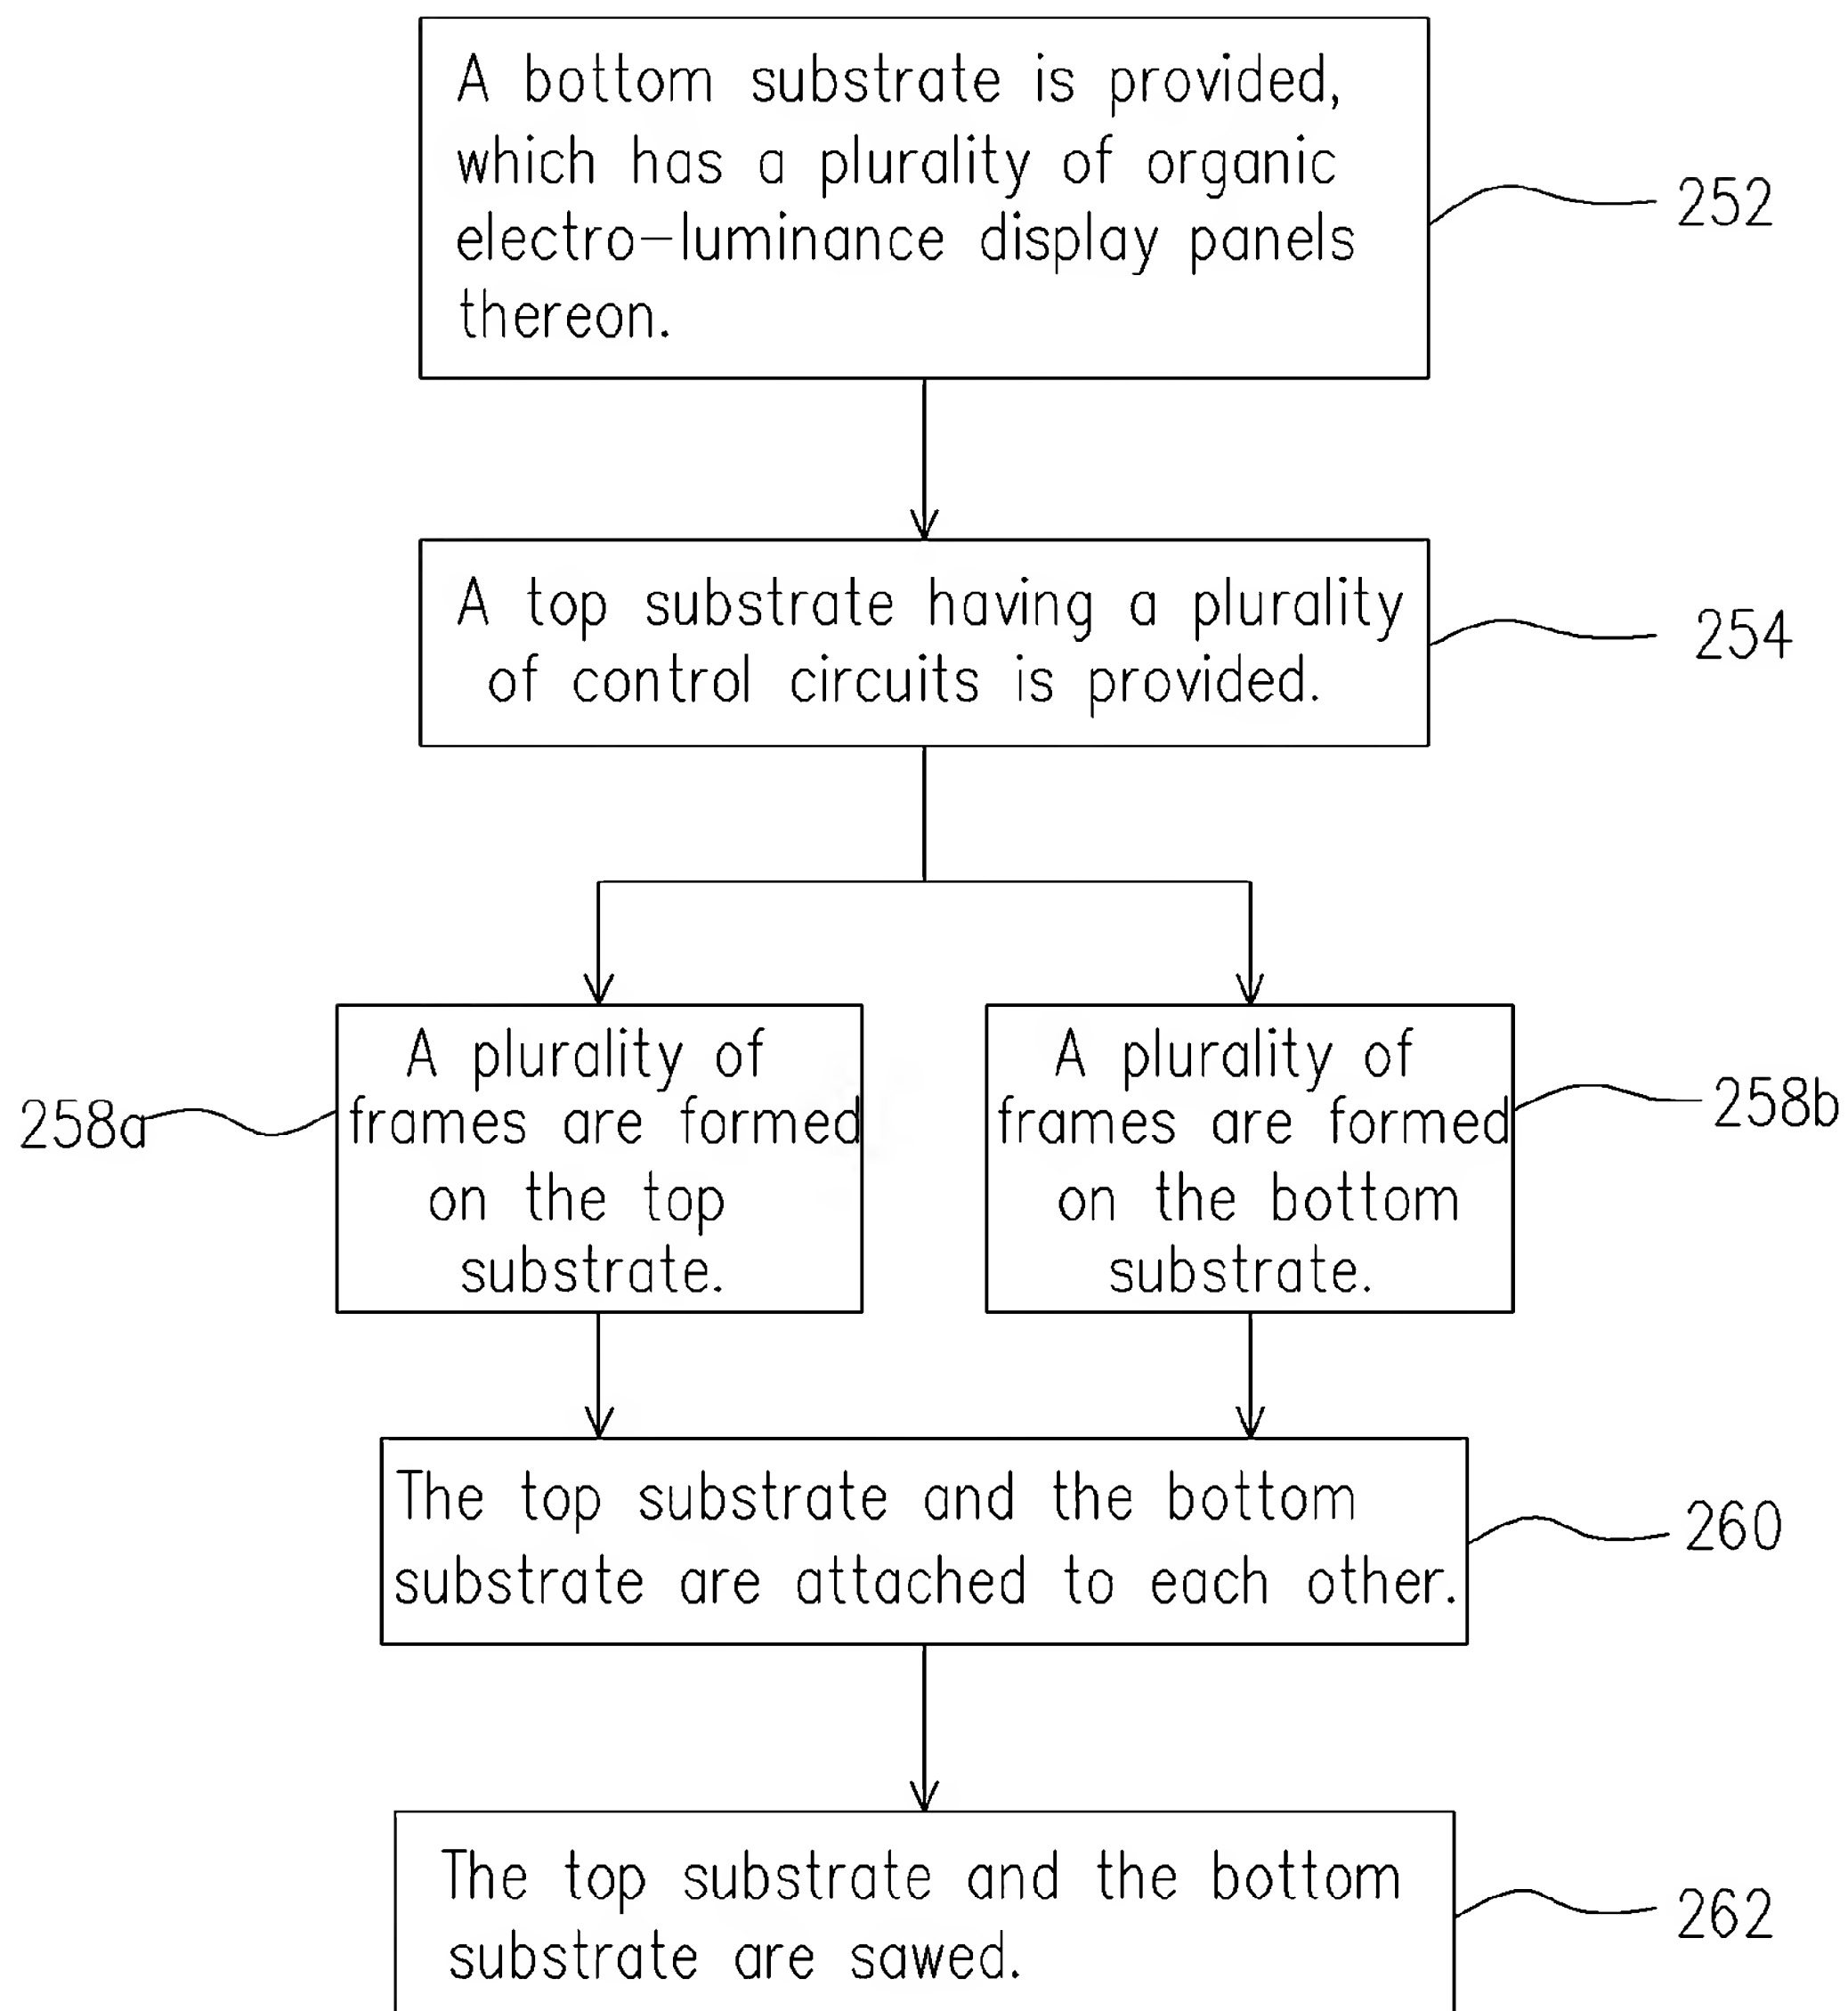 A bottom substrate is provided,
which has a plurality of organic
electro-luminance display panels
thereon.
252
A top substrate having a plurality
of control circuits is provided.
254
258a
A plurality of
frames are formed
on the top
substrate.
A plurality of
frames are formed
on the bottom
substrate.
258b
The top substrate and the bottom
substrate are attached to each other.
260
The top substrate and the bottom
substrate are sawed.
262